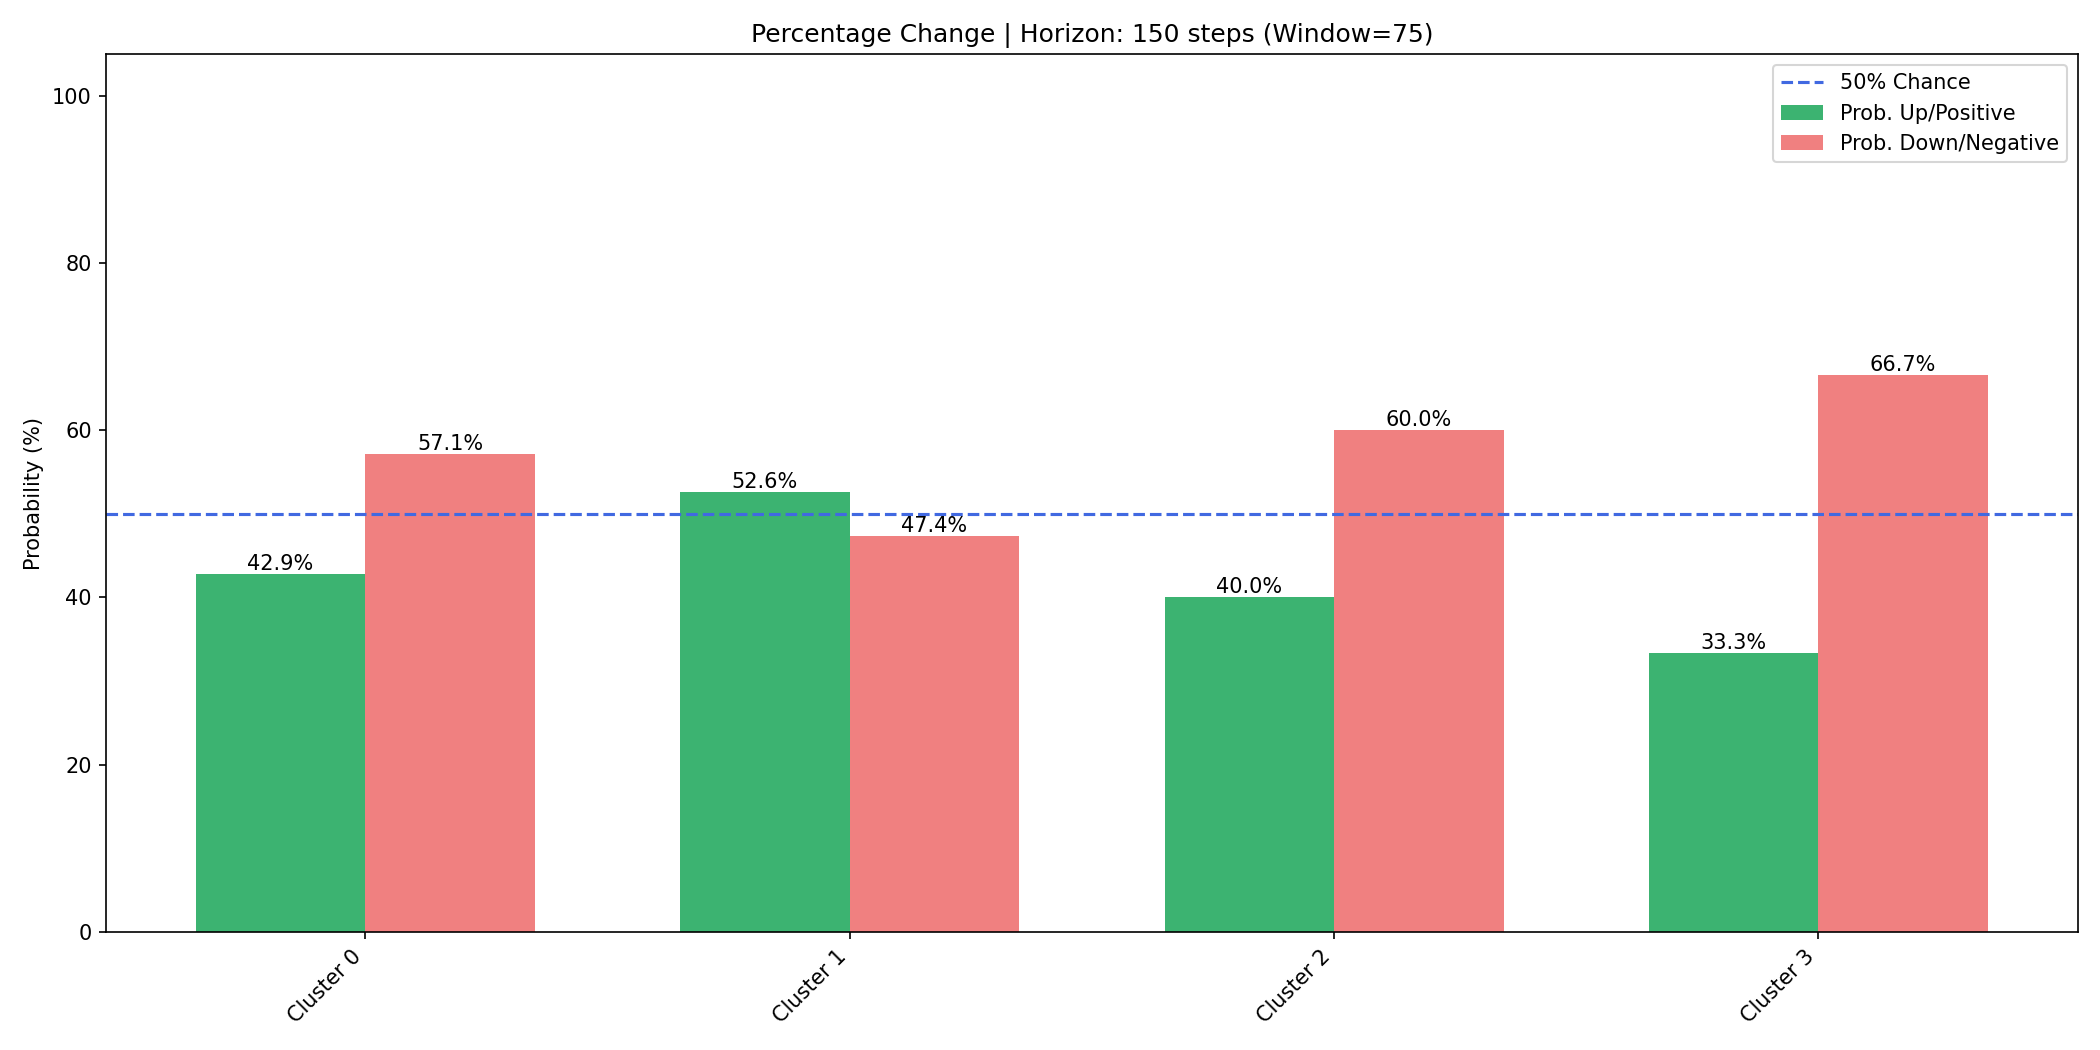 Percentage Change | Horizon: 150 steps (Window=75)
50% Chance
Prob. Up/Positive
Prob. Down/Negative
Probability (%)
100
80
60
40
20
0
42.9%
57.1%
52.6%
47.4%
40.0%
60.0%
33.3%
66.7%
Cluster 0
Cluster 1
Cluster 2
Cluster 3